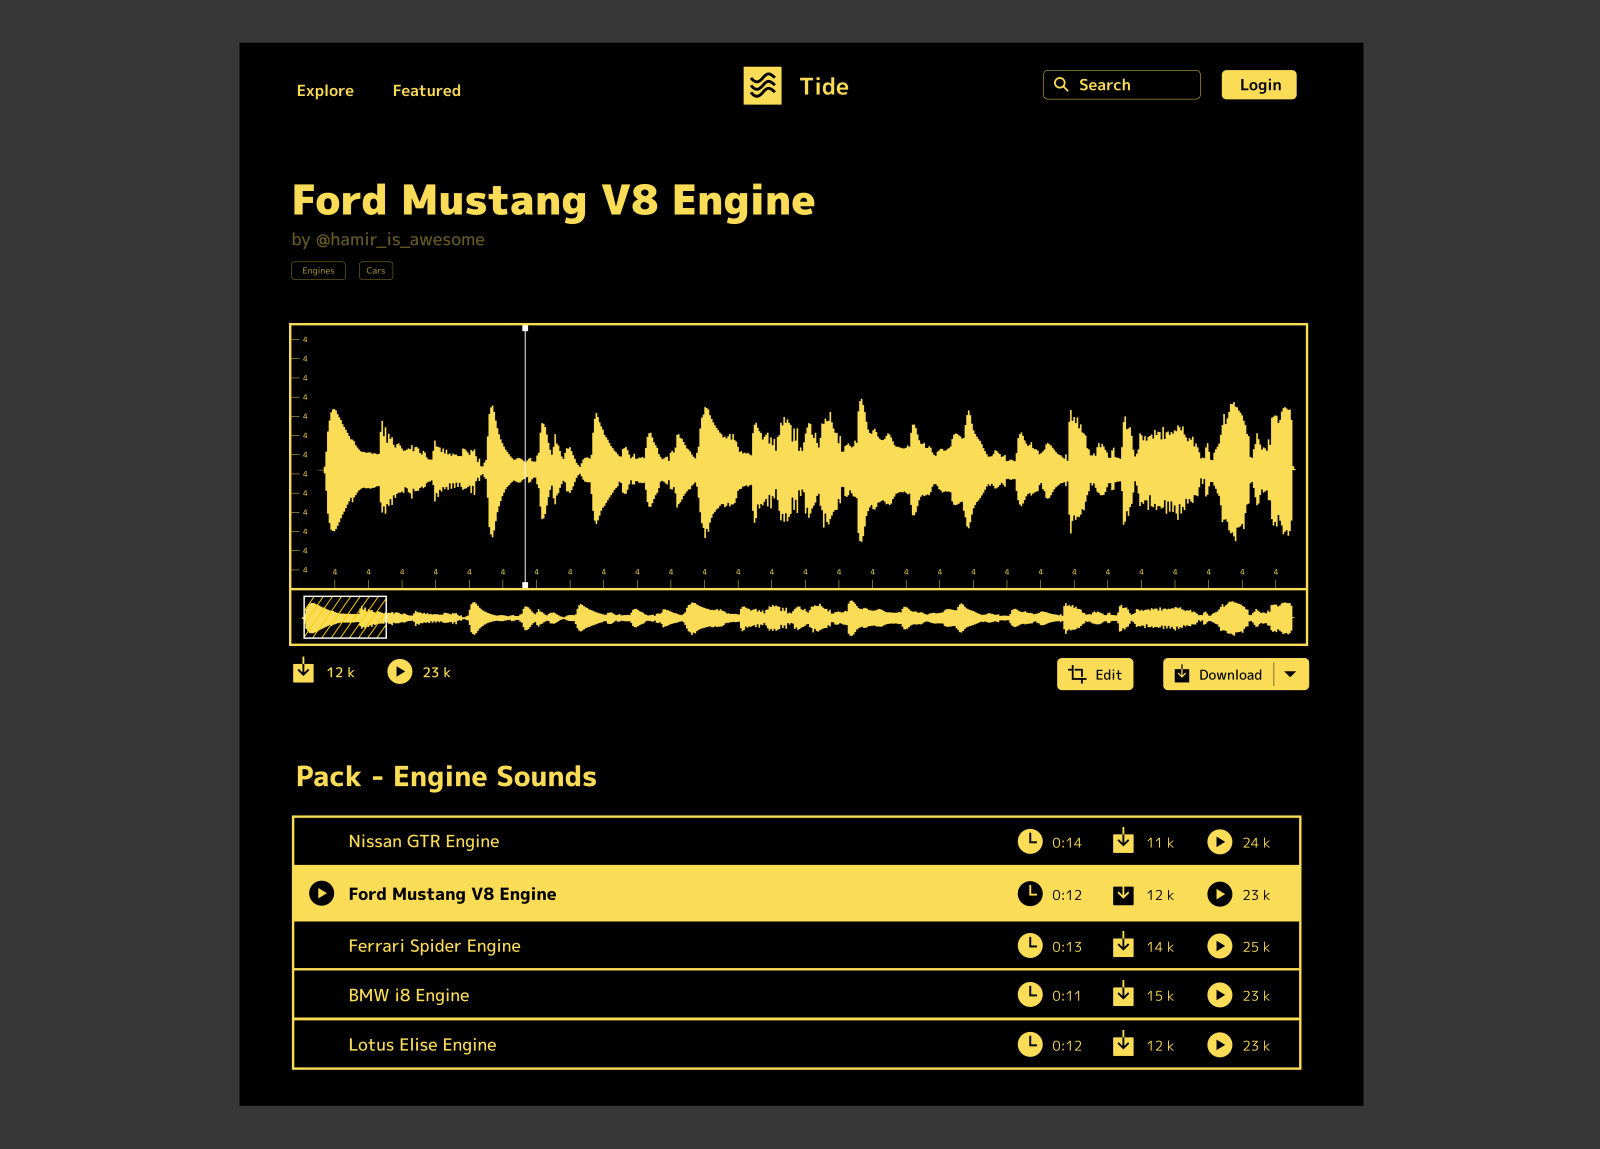 Explore Featured Tide Search Login
Ford Mustang V8 Engine
by @hamir_is_awesome
Engines Cars
4
4
4
4
4
4
4
4
4
4
4
4
4
4 4 4 4 4 4 4 4 4 4 4 4 4 4 4 4 4 4 4 4 4 4 4 4 4 4 4 4 4
12 k 23 k Edit Download
Pack - Engine Sounds
Nissan GTR Engine 0:14 11 k 24 k
Ford Mustang V8 Engine 0:12 12 k 23 k
Ferrari Spider Engine 0:13 14 k 25 k
BMW i8 Engine 0:11 15 k 23 k
Lotus Elise Engine 0:12 12 k 23 k